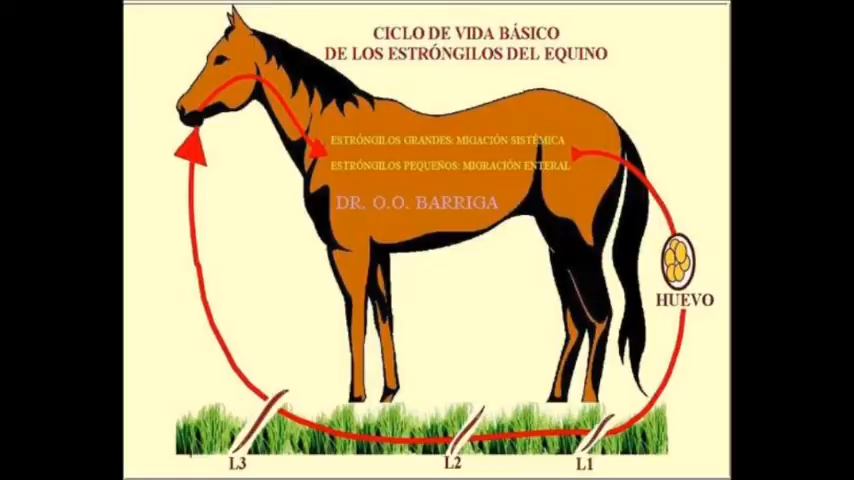 CICLO DE VIDA BÁSICO
DE LOS ESTRÓNGILOS DEL EQUINO
ESTRÓNGILOS GRANDES: MIGACIÓN SISTÉMICA
ESTRÓNGILOS PEQUEÑOS: MIGRACIÓN ENTERAL
DR. O.O. BARRIGA
HUEVO
L3
L2
L1